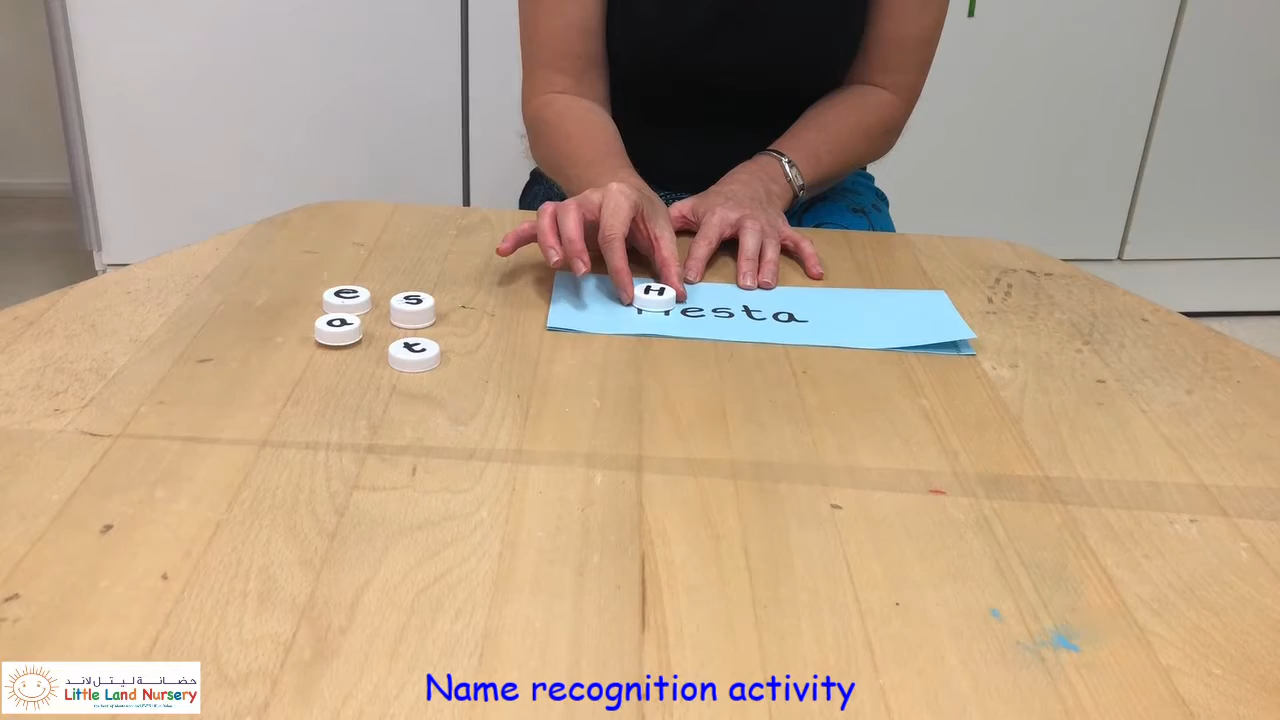 e
s
a
t
H
esta
حضانة ليتل لاند
Little Land Nursery
Name recognition activity